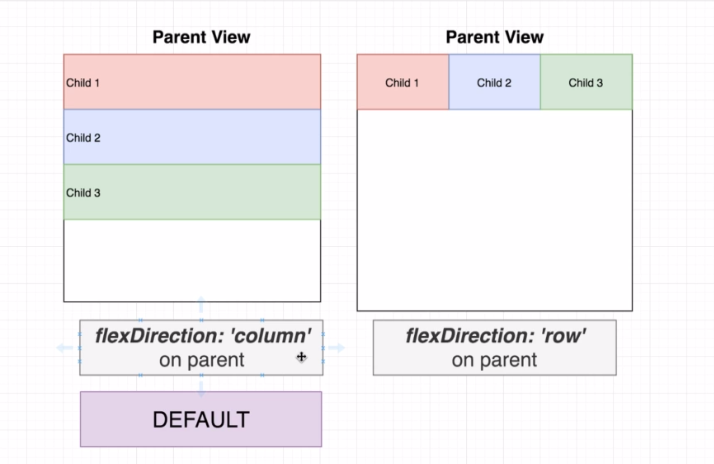 Parent View
Child 1
Child 2
Child 3
flexDirection: 'column'
on parent
DEFAULT
Parent View
Child 1
Child 2
Child 3
flexDirection: 'row'
on parent